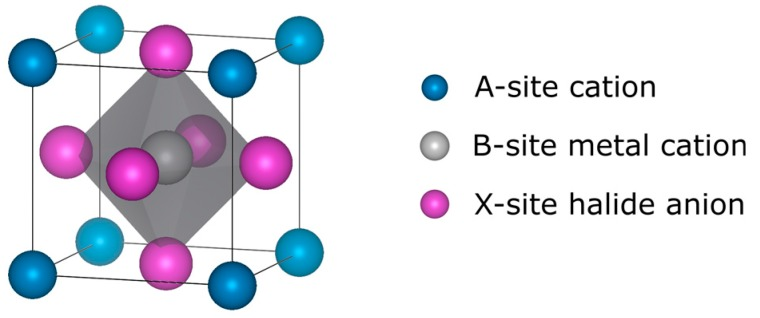 A-site cation
B-site metal cation
X-site halide anion